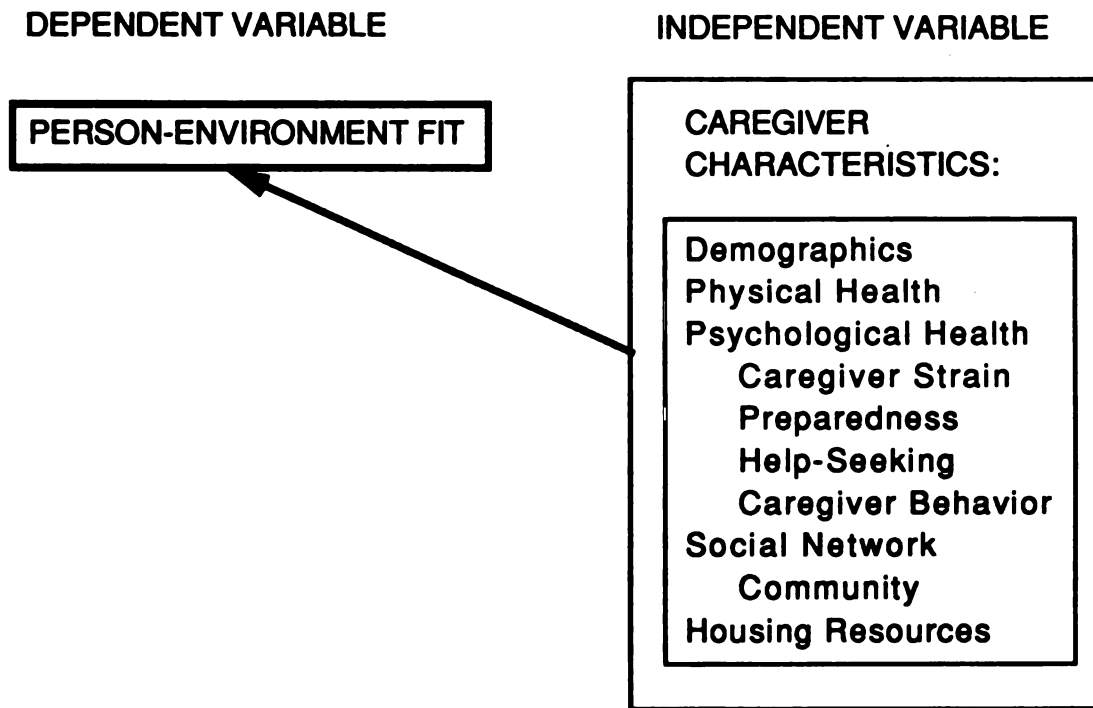 DEPENDENT VARIABLE
INDEPENDENT VARIABLE
PERSON-ENVIRONMENT FIT
CAREGIVER
CHARACTERISTICS:
Demographics
Physical Health
Psychological Health
Caregiver Strain
Preparedness
Help-Seeking
Caregiver Behavior
Social Network
Community
Housing Resources